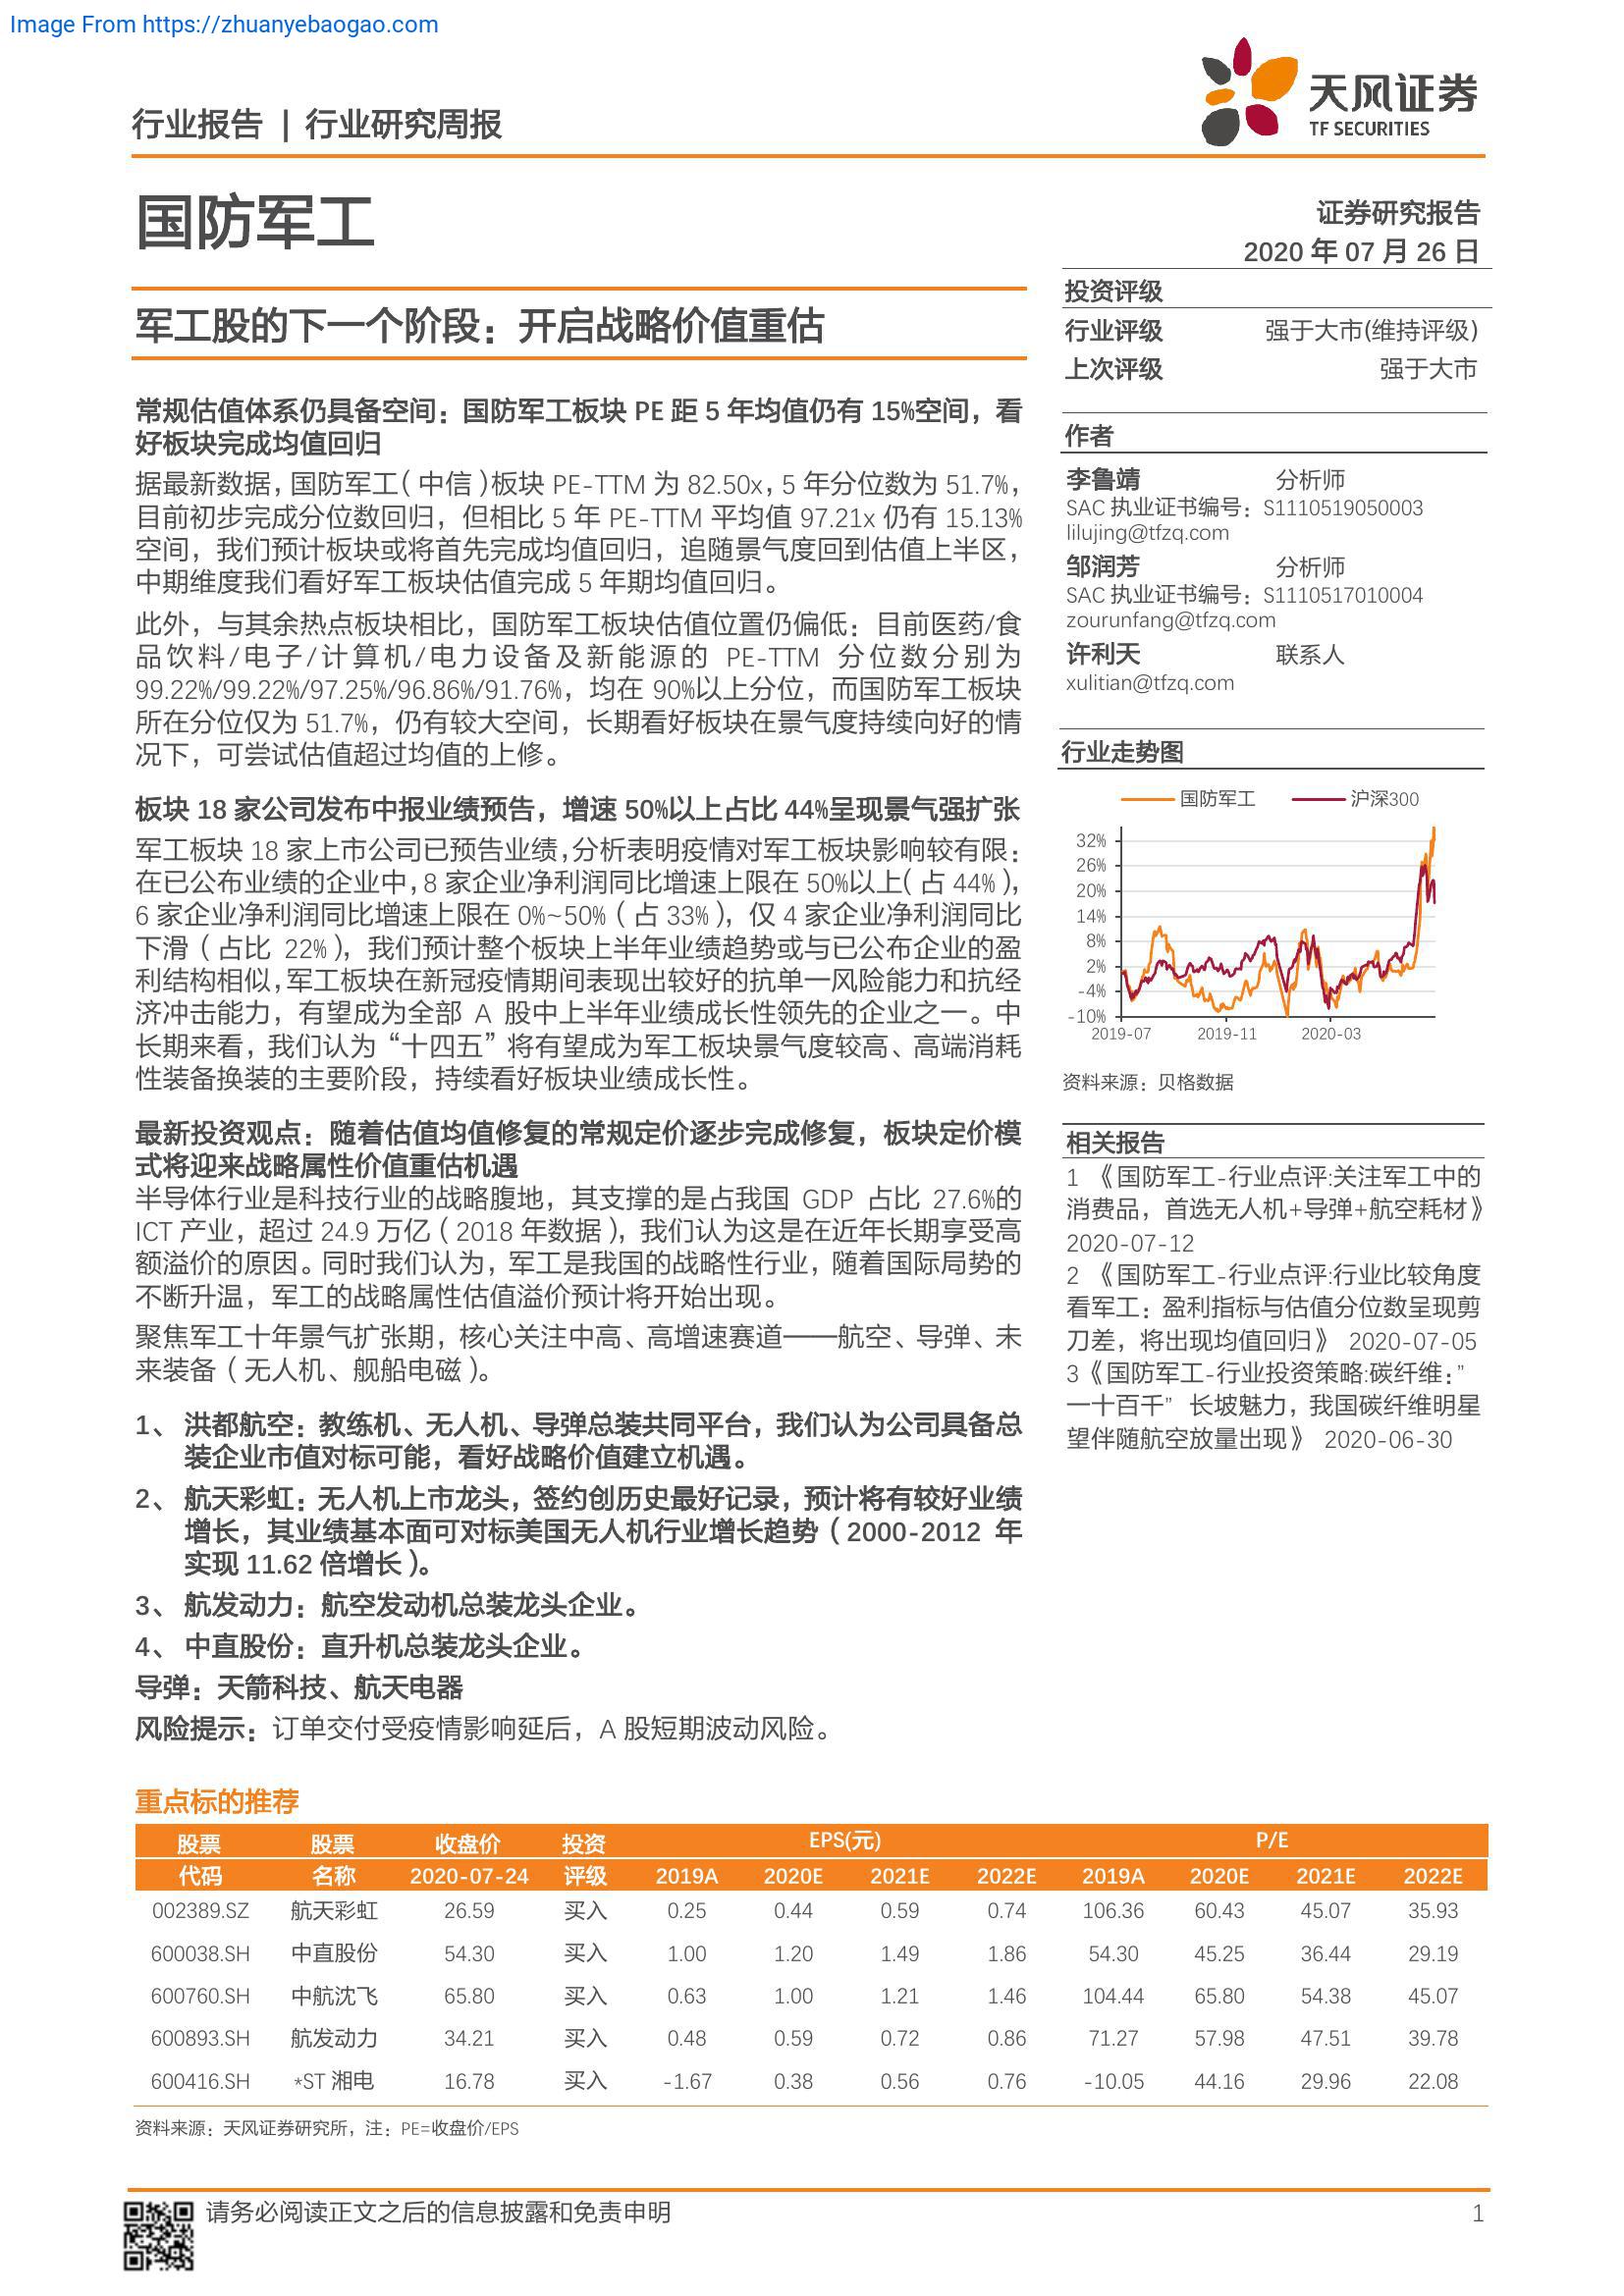 Image From https://zhuanyebaogao.com
行业报告 | 行业研究周报
天风证券
TF SECURITIES
国防军工
证券研究报告
2020 年 07 月 26 日
军工股的下一个阶段：开启战略价值重估
常规估值体系仍具备空间：国防军工板块 PE 距 5 年均值仍有 15%空间，看
好板块完成均值回归
据最新数据，国防军工（中信）板块 PE-TTM 为 82.50x，5 年分位数为 51.7%，
目前初步完成分位数回归，但相比 5 年 PE-TTM 平均值 97.21x 仍有 15.13%
空间，我们预计板块或将首先完成均值回归，追随景气度回到估值上半区，
中期维度我们看好军工板块估值完成 5 年期均值回归。
此外，与其余热点板块相比，国防军工板块估值位置仍偏低：目前医药/食
品饮料/电子/计算机/电力设备及新能源的 PE-TTM 分位数分别为
99.22%/99.22%/97.25%/96.86%/91.76%，均在 90%以上分位，而国防军工板块
所在分位仅为 51.7%，仍有较大空间，长期看好板块在景气度持续向好的情
况下，可尝试估值超过均值的上修。
板块 18 家公司发布中报业绩预告，增速 50%以上占比 44%呈现景气强扩张
军工板块 18 家上市公司已预告业绩，分析表明疫情对军工板块影响较有限：
在已公布业绩的企业中，8 家企业净利润同比增速上限在 50%以上（占 44%），
6 家企业净利润同比增速上限在 0%~50%（占 33%），仅 4 家企业净利润同比
下滑（占比 22%），我们预计整个板块上半年业绩趋势或与已公布企业的盈
利结构相似，军工板块在新冠疫情期间表现出较好的抗单一风险能力和抗经
济冲击能力，有望成为全部 A 股中上半年业绩成长性领先的企业之一。中
长期来看，我们认为“十四五”将有望成为军工板块景气度较高、高端消耗
性装备换装的主要阶段，持续看好板块业绩成长性。
最新投资观点：随着估值均值修复的常规定价逐步完成修复，板块定价模
式将迎来战略属性价值重估机遇
半导体行业是科技行业的战略腹地，其支撑的是占我国 GDP 占比 27.6%的
ICT 产业，超过 24.9 万亿（2018 年数据），我们认为这是在近年长期享受高
额溢价的原因。同时我们认为，军工是我国的战略性行业，随着国际局势的
不断升温，军工的战略属性估值溢价预计将开始出现。
聚焦军工十年景气扩张期，核心关注中高、高增速赛道——航空、导弹、未
来装备（无人机、舰船电磁）。
1、 洪都航空：教练机、无人机、导弹总装共同平台，我们认为公司具备总
装企业市值对标可能，看好战略价值建立机遇。
2、 航天彩虹：无人机上市龙头，签约创历史最好记录，预计将有较好业绩
增长，其业绩基本面可对标美国无人机行业增长趋势（2000-2012 年
实现 11.62 倍增长）。
3、 航发动力：航空发动机总装龙头企业。
4、 中直股份：直升机总装龙头企业。
导弹：天箭科技、航天电器
风险提示：订单交付受疫情影响延后，A 股短期波动风险。
投资评级
行业评级 强于大市(维持评级)
上次评级 强于大市
作者
李鲁靖 分析师
SAC 执业证书编号：S1110519050003
lilujing@tfzq.com
邹润芳 分析师
SAC 执业证书编号：S1110517010004
zourunfang@tfzq.com
许利天 联系人
xulitian@tfzq.com
行业走势图
国防军工 沪深300
32%
26%
20%
14%
8%
2%
-4%
-10%
2019-07 2019-11 2020-03
资料来源：贝格数据
相关报告
1 《国防军工-行业点评:关注军工中的
消费品，首选无人机+导弹+航空耗材》
2020-07-12
2 《国防军工-行业点评:行业比较角度
看军工：盈利指标与估值分位数呈现剪
刀差，将出现均值回归》 2020-07-05
3《国防军工-行业投资策略:碳纤维：”
一十百千” 长坡魅力，我国碳纤维明星
望伴随航空放量出现》 2020-06-30
重点标的推荐
股票 股票 收盘价 投资 EPS(元) P/E
代码 名称 2020-07-24 评级 2019A 2020E 2021E 2022E 2019A 2020E 2021E 2022E
002389.SZ 航天彩虹 26.59 买入 0.25 0.44 0.59 0.74 106.36 60.43 45.07 35.93
600038.SH 中直股份 54.30 买入 1.00 1.20 1.49 1.86 54.30 45.25 36.44 29.19
600760.SH 中航沈飞 65.80 买入 0.63 1.00 1.21 1.46 104.44 65.80 54.38 45.07
600893.SH 航发动力 34.21 买入 0.48 0.59 0.72 0.86 71.27 57.98 47.51 39.78
600416.SH *ST 湘电 16.78 买入 -1.67 0.38 0.56 0.76 -10.05 44.16 29.96 22.08
资料来源：天风证券研究所，注：PE=收盘价/EPS
请务必阅读正文之后的信息披露和免责申明 1